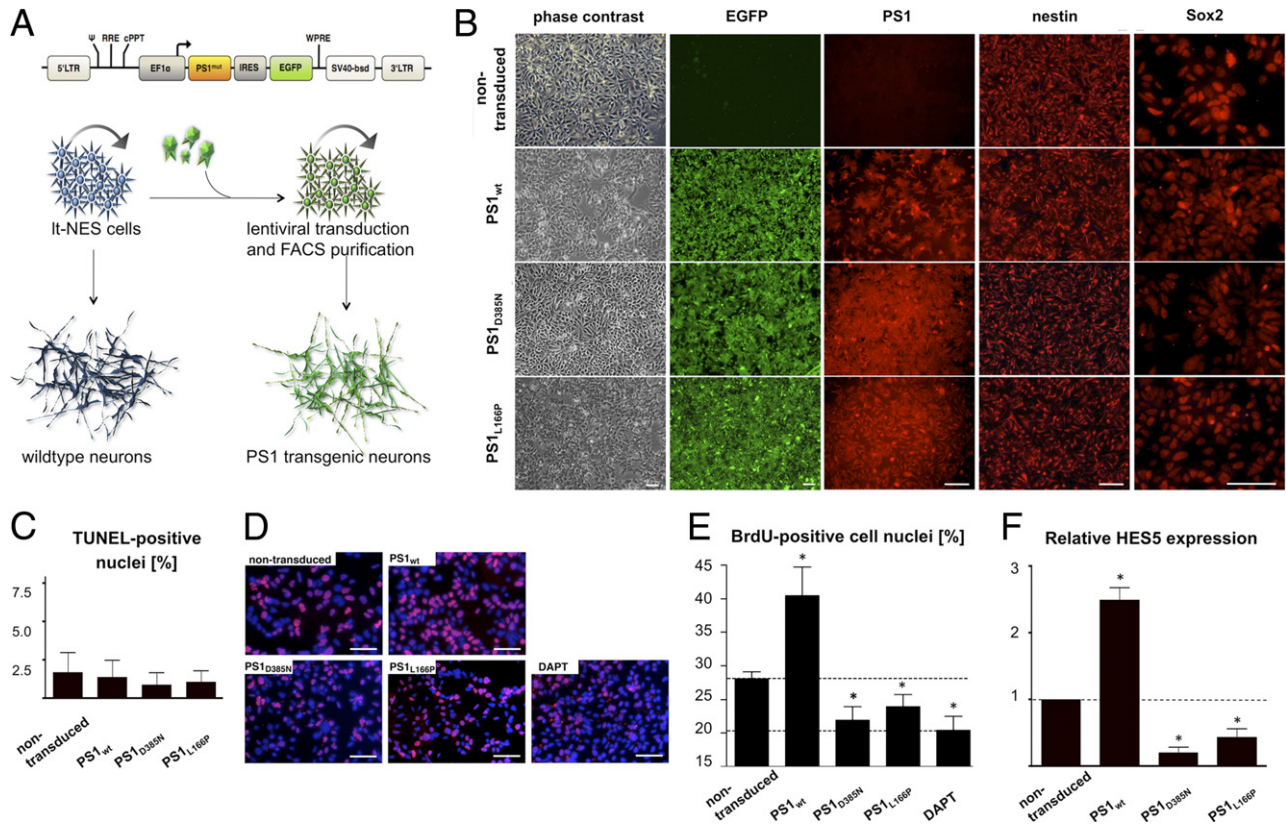 A
Ψ RRE cPPT WPRE
5'LTR EF1α PS1mut IRES EGFP SV40-bsd 3'LTR
lt-NES cells
lentiviral transduction
and FACS purification
wildtype neurons
PS1 transgenic neurons
B
phase contrast EGFP PS1 nestin Sox2
non-
transduced
PS1wt
PS1D385N
PS1L166P
C
TUNEL-positive
nuclei [%]
7.5
5.0
2.5
non-
transduced
PS1wt
PS1D385N
PS1L166P
D
non-transduced
PS1wt
PS1D385N
PS1L166P
DAPT
E
BrdU-positive cell nuclei [%]
45
40
35
30
25
20
15
* * * *
non-
transduced
PS1wt
PS1D385N
PS1L166P
DAPT
F
Relative HES5 expression
3
2
1
* * *
non-
transduced
PS1wt
PS1D385N
PS1L166P